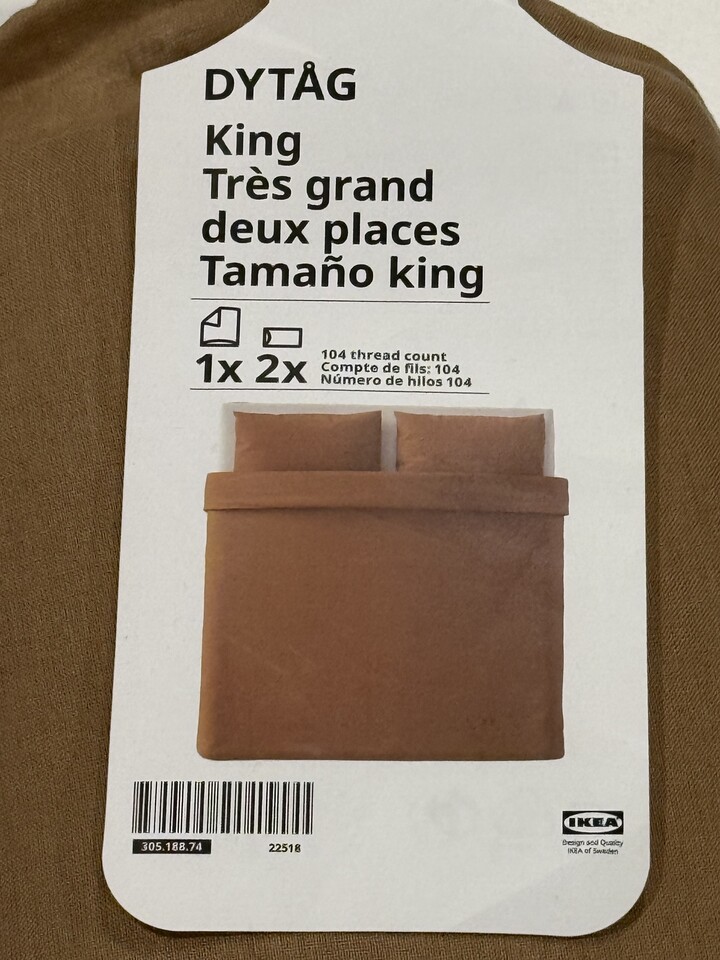 DYTÅG
King
Très grand
deux places
Tamaño king
1x 2x
104 thread count
Compte de fils: 104
Número de hilos 104
305.188.74
22518
IKEA
Design and Quality
IKEA of Sweden